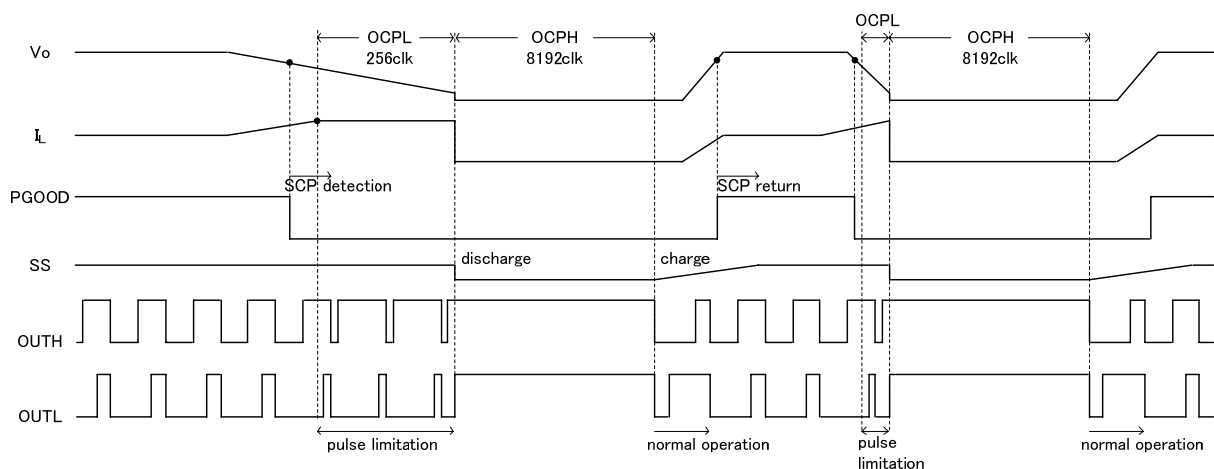 OCPL
OCPL
OCPH
OCPH
Vo
256clk
8192clk
8192clk
IL
SCP detection
SCP return
PGOOD
SS
discharge
charge
OUTH
OUTL
pulse limitation
normal operation
pulse
limitation
normal operation